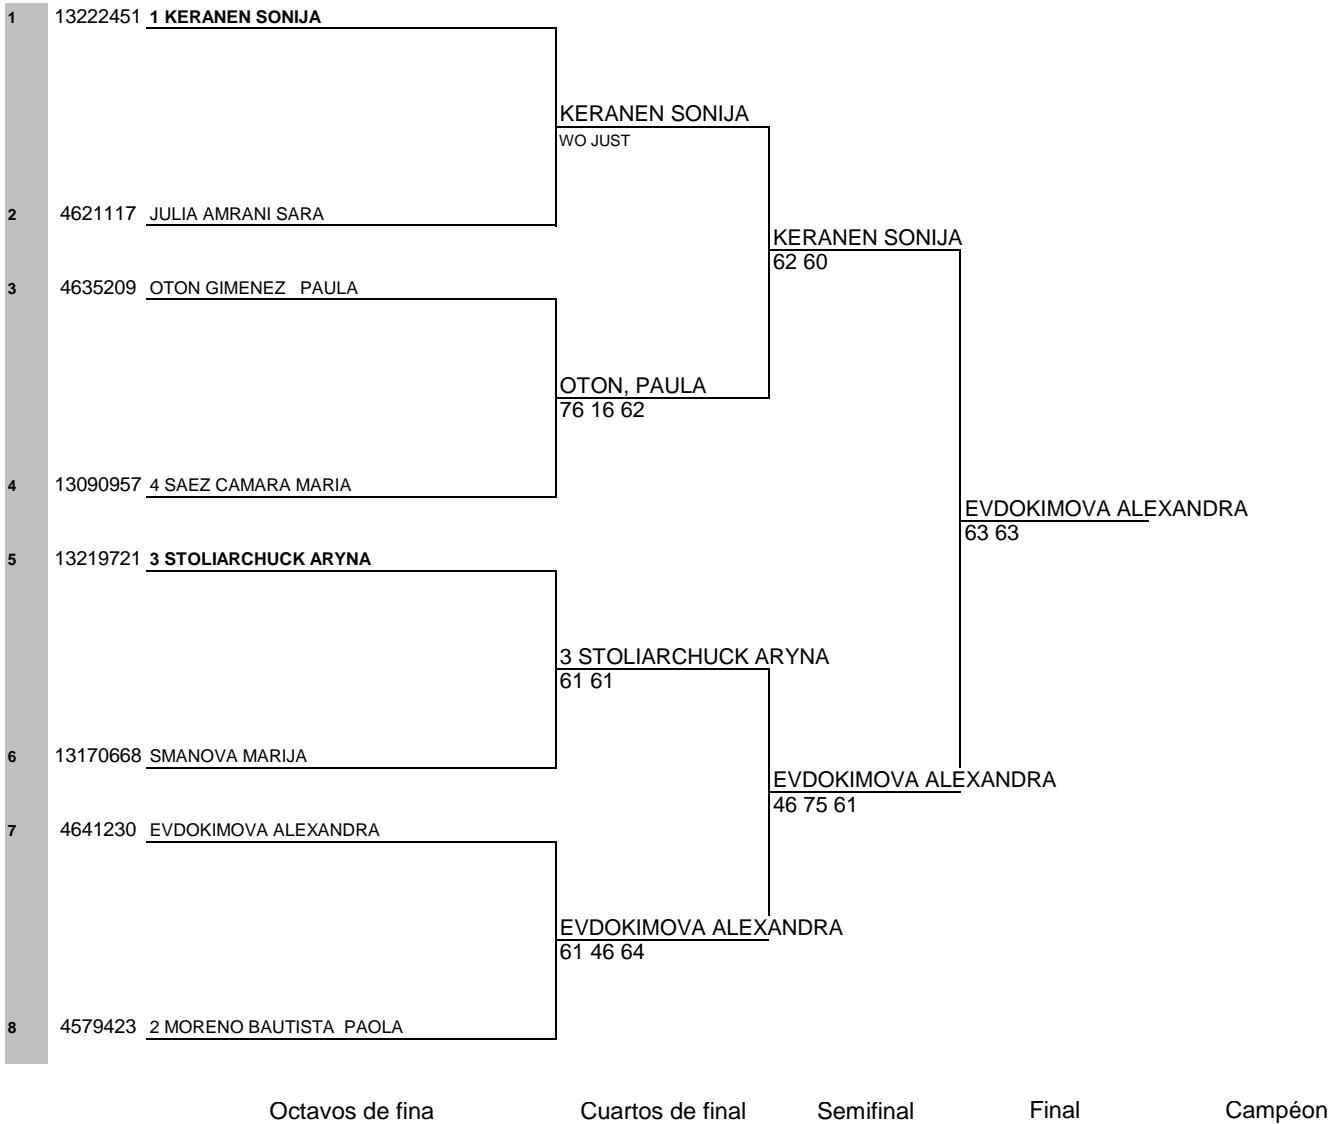 1 13222451 1 KERANEN SONIJA
KERANEN SONIJA
WO JUST
2 4621117 JULIA AMRANI SARA
KERANEN SONIJA
62 60
3 4635209 OTON GIMENEZ PAULA
OTON, PAULA
76 16 62
4 13090957 4 SAEZ CAMARA MARIA
EVDOKIMOVA ALEXANDRA
63 63
5 13219721 3 STOLIARCHUCK ARYNA
3 STOLIARCHUCK ARYNA
61 61
6 13170668 SMANOVA MARIJA
EVDOKIMOVA ALEXANDRA
46 75 61
7 4641230 EVDOKIMOVA ALEXANDRA
EVDOKIMOVA ALEXANDRA
61 46 64
8 4579423 2 MORENO BAUTISTA PAOLA
Octavos de fina Cuartos de final Semifinal Final Campéon